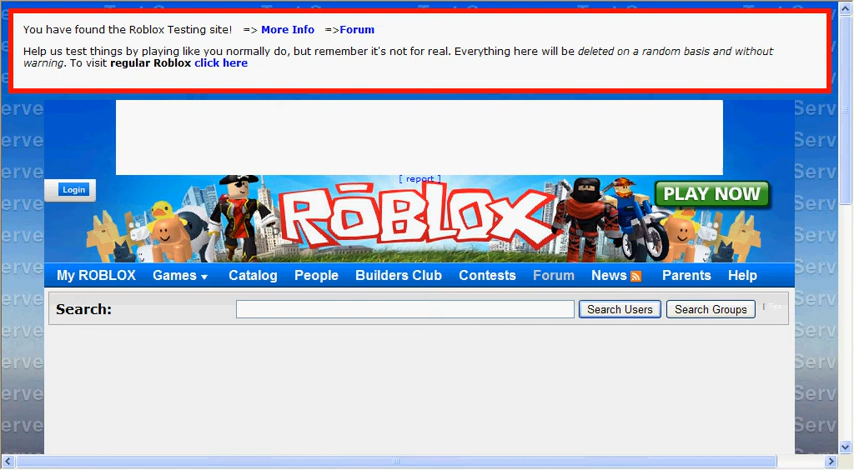 You have found the Roblox Testing site! => More Info =>Forum
Help us test things by playing like you normally do, but remember it's not for real. Everything here will be deleted on a random basis and without
warning. To visit regular Roblox click here
[ report ]
Login
ROBLOX
PLAY NOW
My ROBLOX Games Catalog People Builders Club Contests Forum News Parents Help
Search: Search Users Search Groups